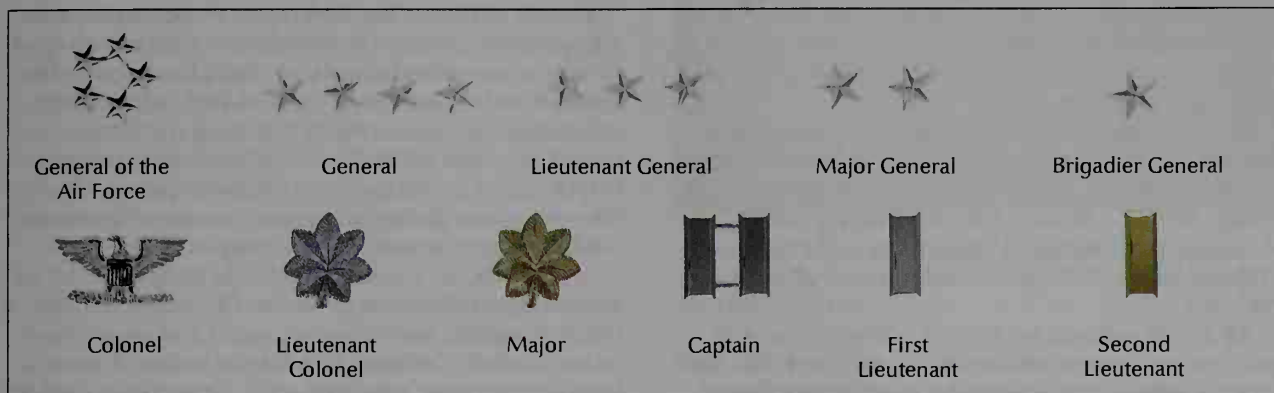 General of the
Air Force
General
Lieutenant General
Major General
Brigadier General
Colonel
Lieutenant
Colonel
Major
Captain
First
Lieutenant
Second
Lieutenant